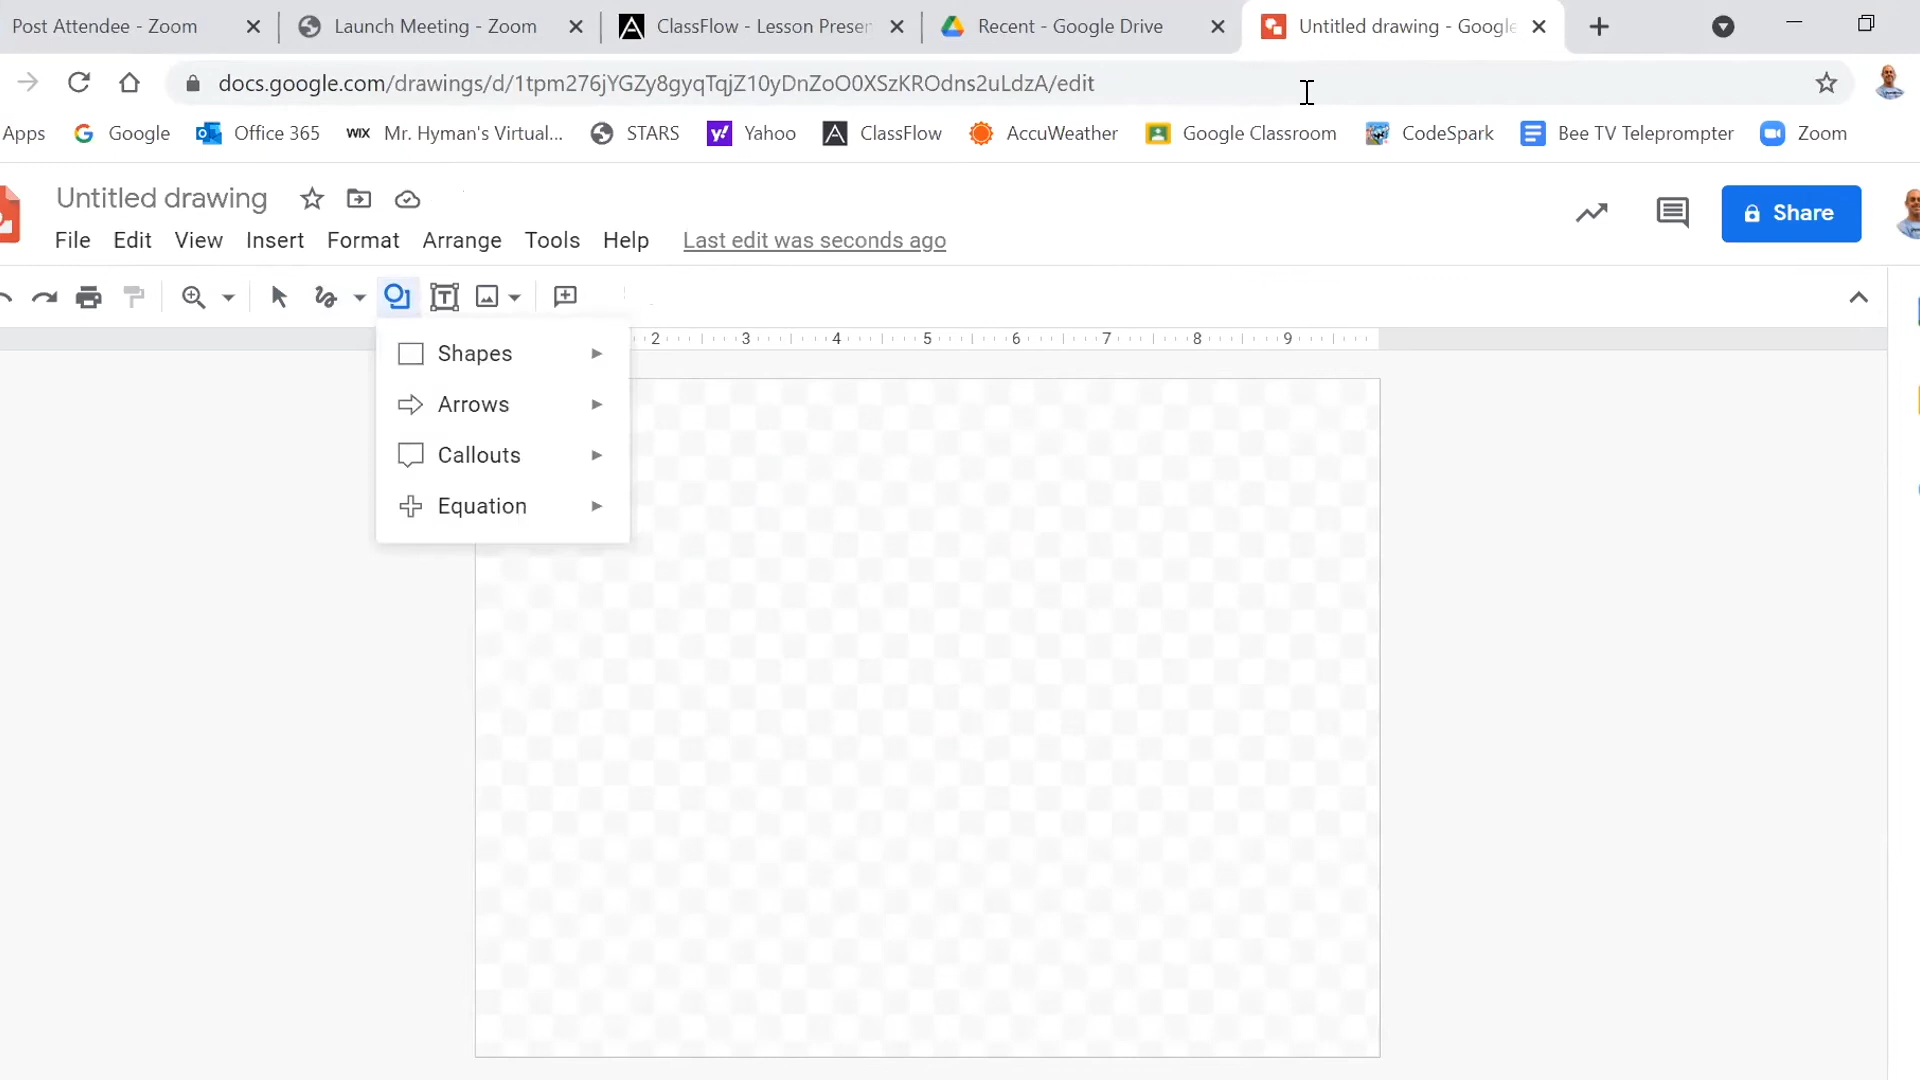 Post Attendee - Zoom
Launch Meeting - Zoom
ClassFlow - Lesson Presen
Recent - Google Drive
Untitled drawing - Google
docs.google.com/drawings/d/1tpm276jYGZy8gyqTqjZ10yDnZoO0XSzKROdns2uLdzA/edit
Apps Google Office 365 WIX Mr. Hyman's Virtual... STARS Yahoo ClassFlow AccuWeather Google Classroom CodeSpark Bee TV Teleprompter Zoom
Untitled drawing
Share
File Edit View Insert Format Arrange Tools Help Last edit was seconds ago
2 3 4 5 6 7 8 9
Shapes
Arrows
Callouts
Equation